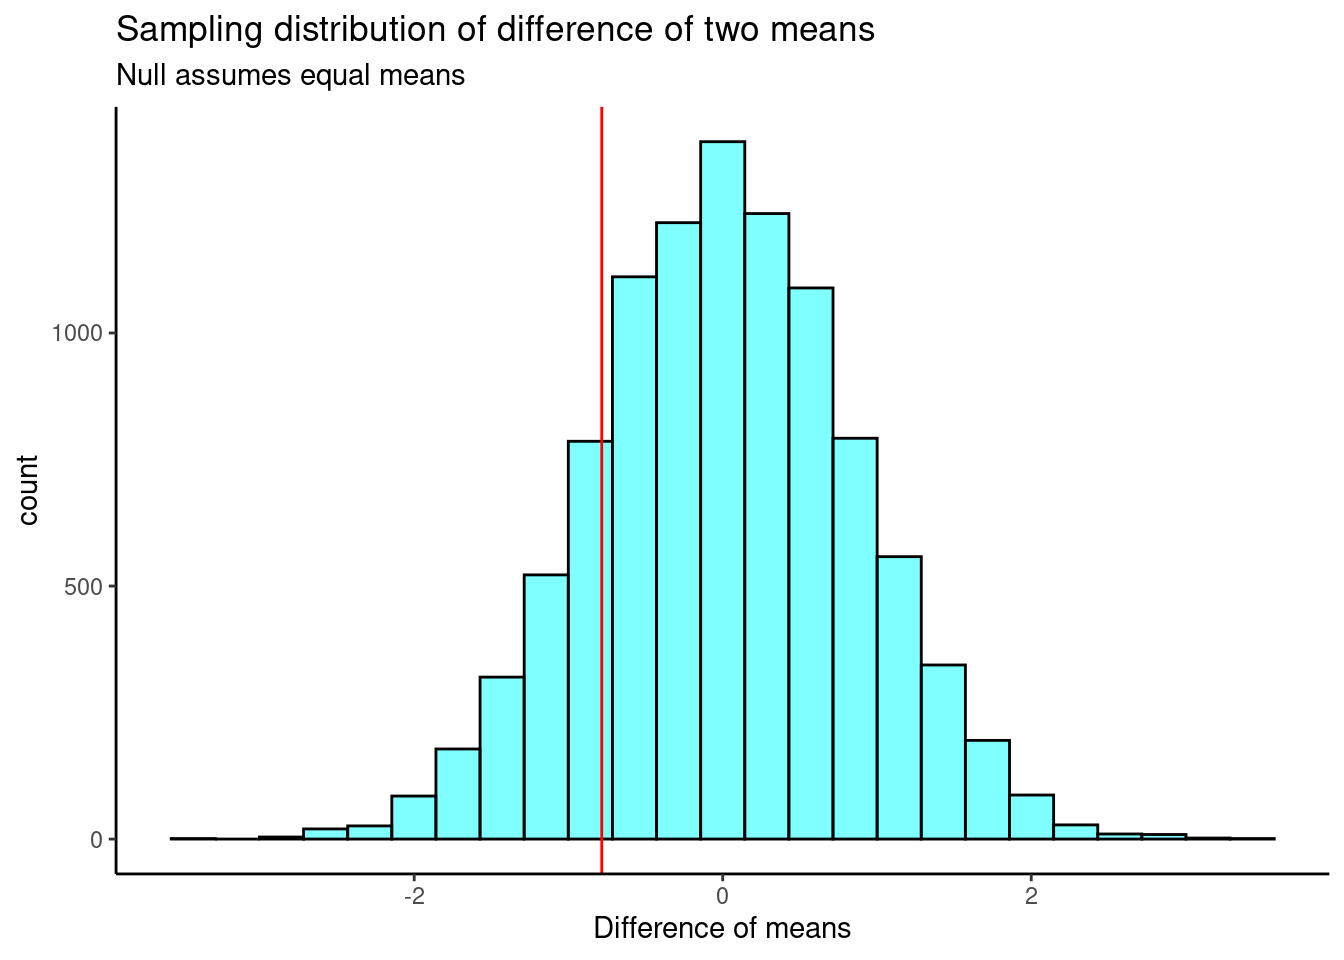 Sampling distribution of difference of two means
Null assumes equal means
1000
500
0
count
-2
0
2
Difference of means